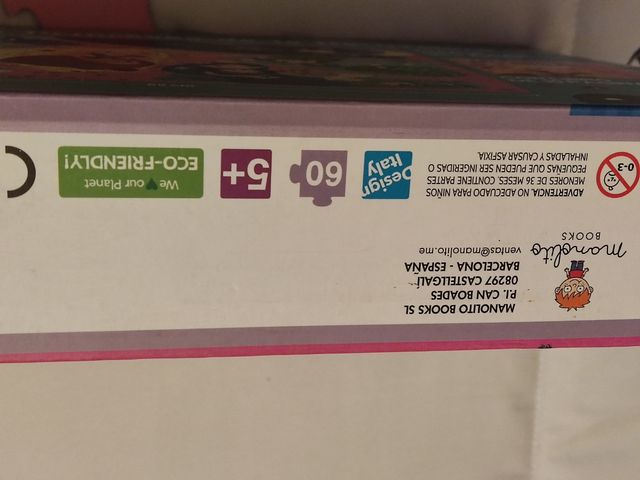 manolito
BOOKS
MANOLITO BOOKS SL
P.I. CAN BOADES
08297 CASTELLGALÍ
BARCELONA - ESPAÑA
ventas@manolito.me
0-3
ADVERTENCIA. NO ADECUADO PARA NIÑOS
MENORES DE 36 MESES. CONTIENE PARTES
PEQUEÑAS QUE PUEDEN SER INGERIDAS O
INHALADAS Y CAUSAR ASFIXIA
Design
Italy
60
5+
We our Planet
ECO-FRIENDLY!